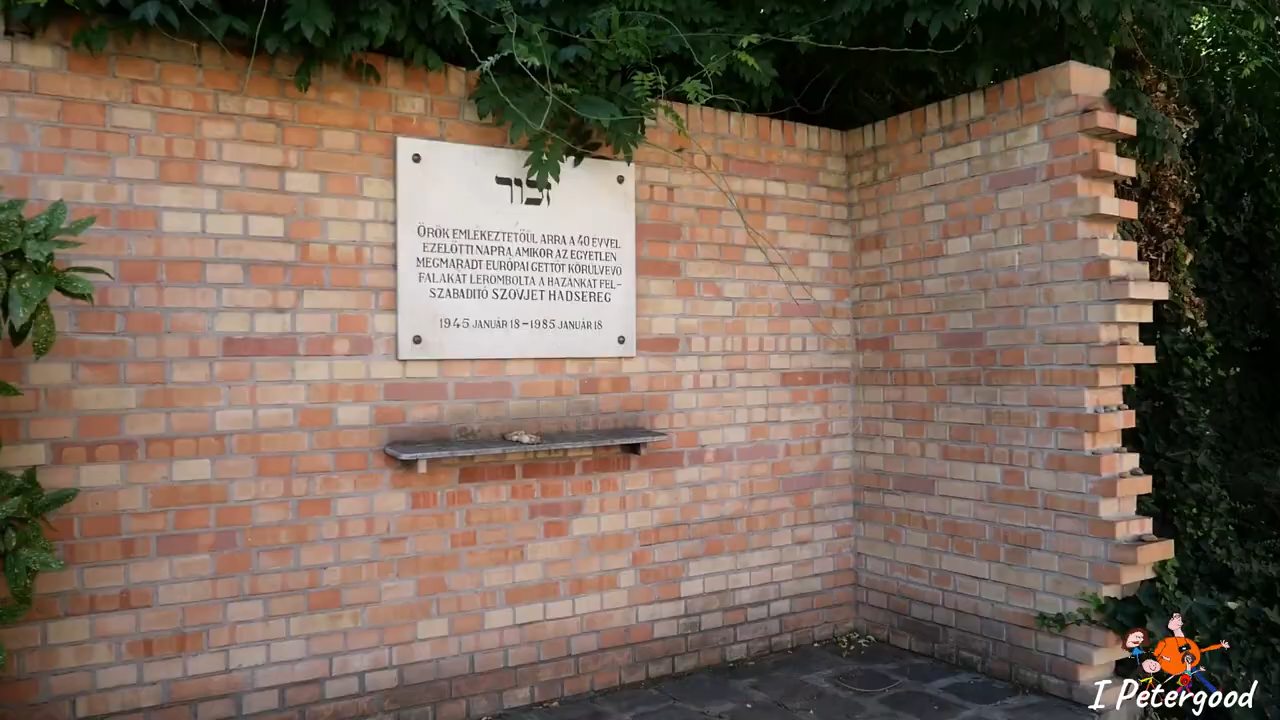 זכור
ÖRÖK EMLÉKEZTETŐÜL ARRA A 40 ÉVVEL
EZELŐTTI NAPRA, AMIKOR AZ EGYETLEN
MEGMARADT EURÓPAI GETTÓT KÖRÜLVEVŐ
FALAKAT LEROMBOLTA A HAZÁNKAT FEL-
SZABADÍTÓ SZOVJET HADSEREG
1945 JANUÁR 18–1985 JANUÁR 18
I Petergood